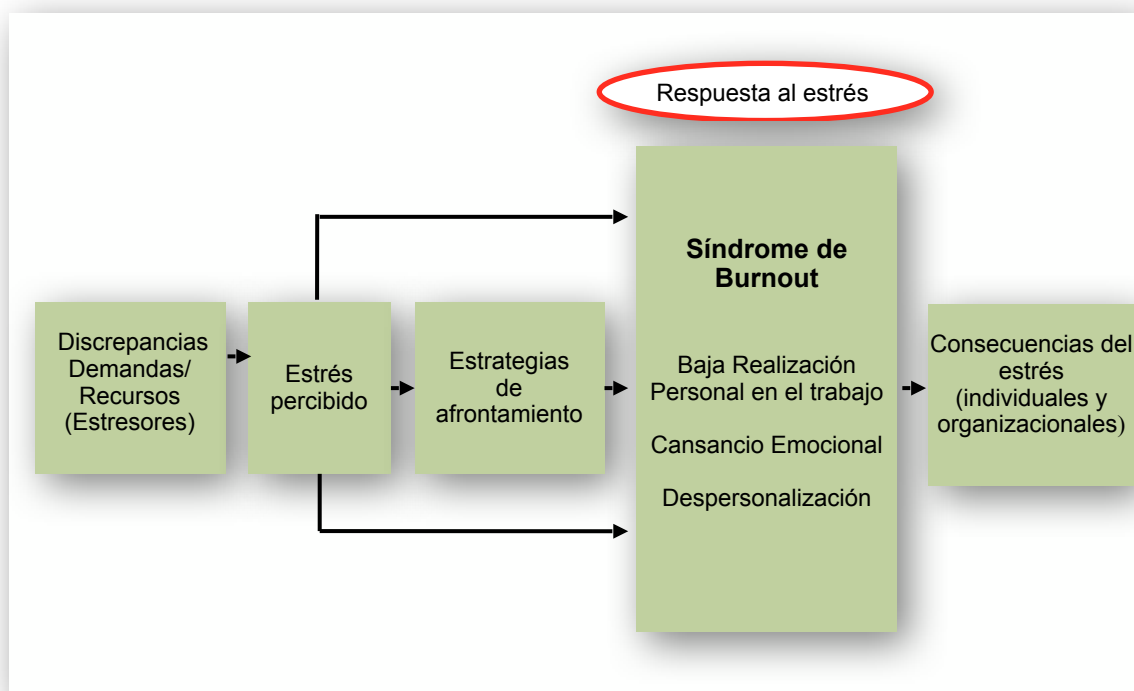 Respuesta al estrés
Discrepancias
Demandas/
Recursos
(Estresores)
Estrés
percibido
Estrategias
de
afrontamiento
Síndrome de
Burnout
Baja Realización
Personal en el trabajo
Cansancio Emocional
Despersonalización
Consecuencias del
estrés
(individuales y
organizacionales)